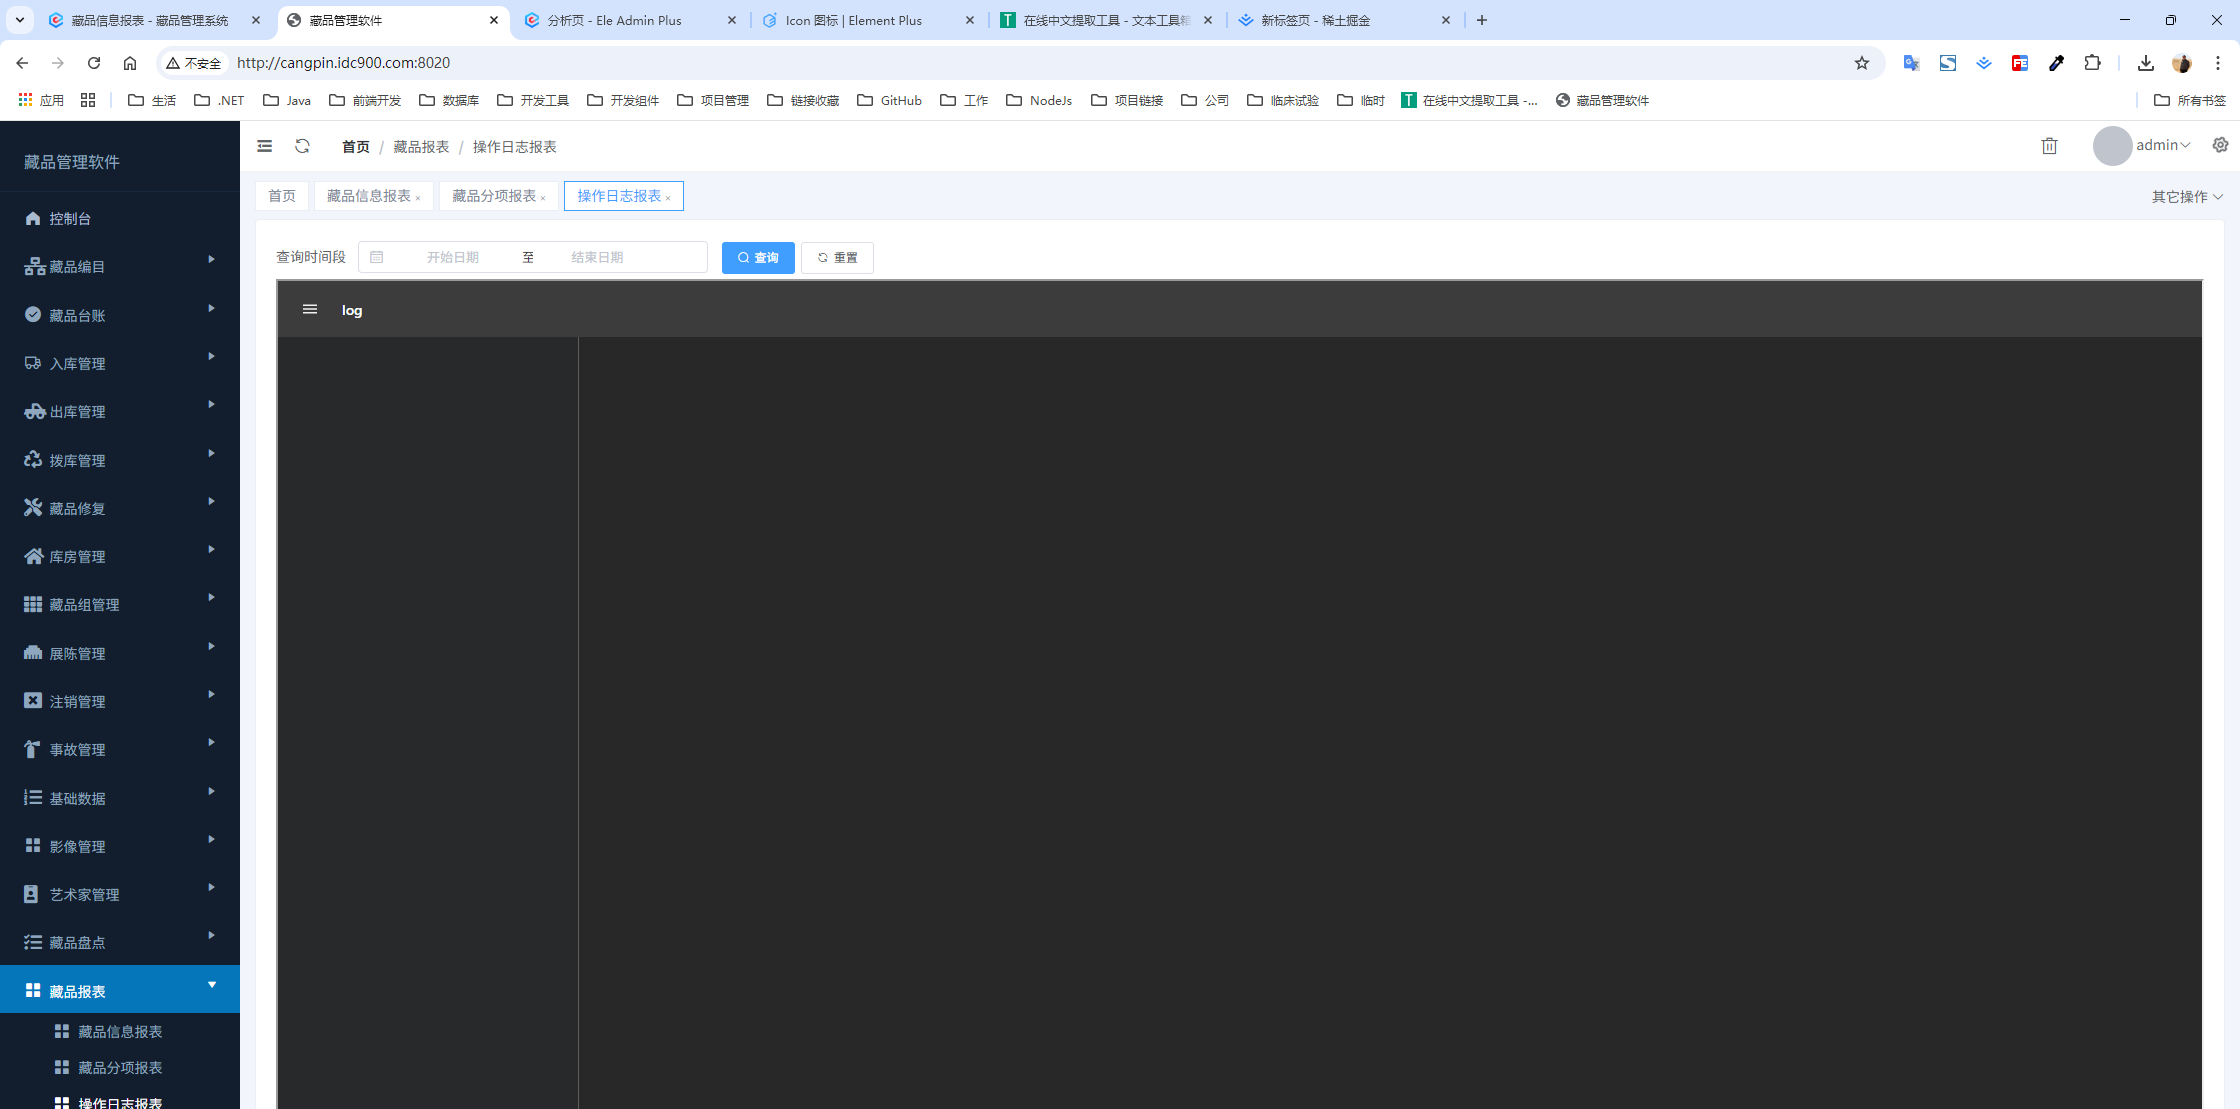 藏品信息报表 - 藏品管理系统
藏品管理软件
分析页 - Ele Admin Plus
Icon 图标 | Element Plus
在线中文提取工具 - 文本工具箱
新标签页 - 稀土掘金
不安全
http://cangpin.idc900.com:8020
应用
生活
.NET
Java
前端开发
数据库
开发工具
开发组件
项目管理
链接收藏
GitHub
工作
NodeJs
项目链接
公司
临床试验
临时
在线中文提取工具 -...
藏品管理软件
所有书签
藏品管理软件
首页 / 藏品报表 / 操作日志报表
admin
首页
藏品信息报表
藏品分项报表
操作日志报表
其它操作
控制台
藏品编目
藏品台账
入库管理
出库管理
拨库管理
藏品修复
库房管理
藏品组管理
展陈管理
注销管理
事故管理
基础数据
影像管理
艺术家管理
藏品盘点
藏品报表
藏品信息报表
藏品分项报表
操作日志报表
查询时间段
开始日期
至
结束日期
查询
重置
log